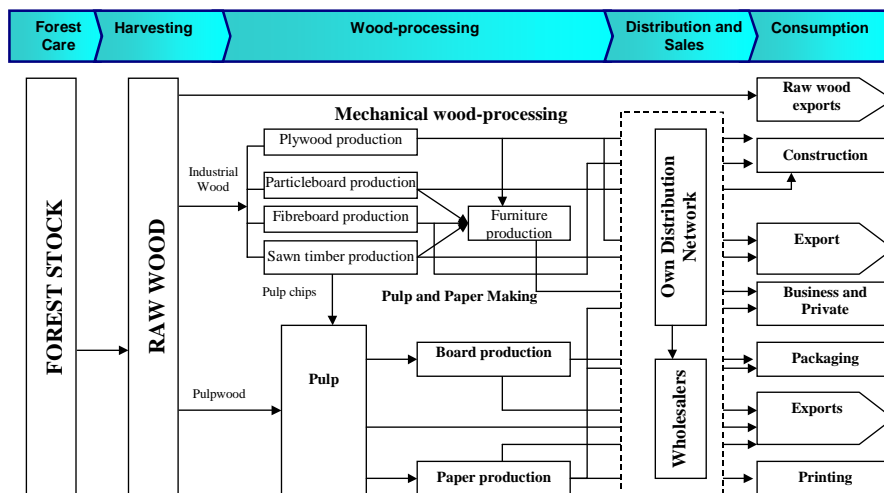 Forest
Care
Harvesting
Wood-processing
Distribution and
Sales
Consumption
FOREST STOCK
RAW WOOD
Mechanical wood-processing
Industrial
Wood
Plywood production
Particleboard production
Fibreboard production
Sawn timber production
Furniture
production
Pulp chips
Pulp and Paper Making
Pulpwood
Pulp
Board production
Paper production
Own Distribution
Network
Wholesalers
Raw wood
exports
Construction
Export
Business and
Private
Packaging
Exports
Printing